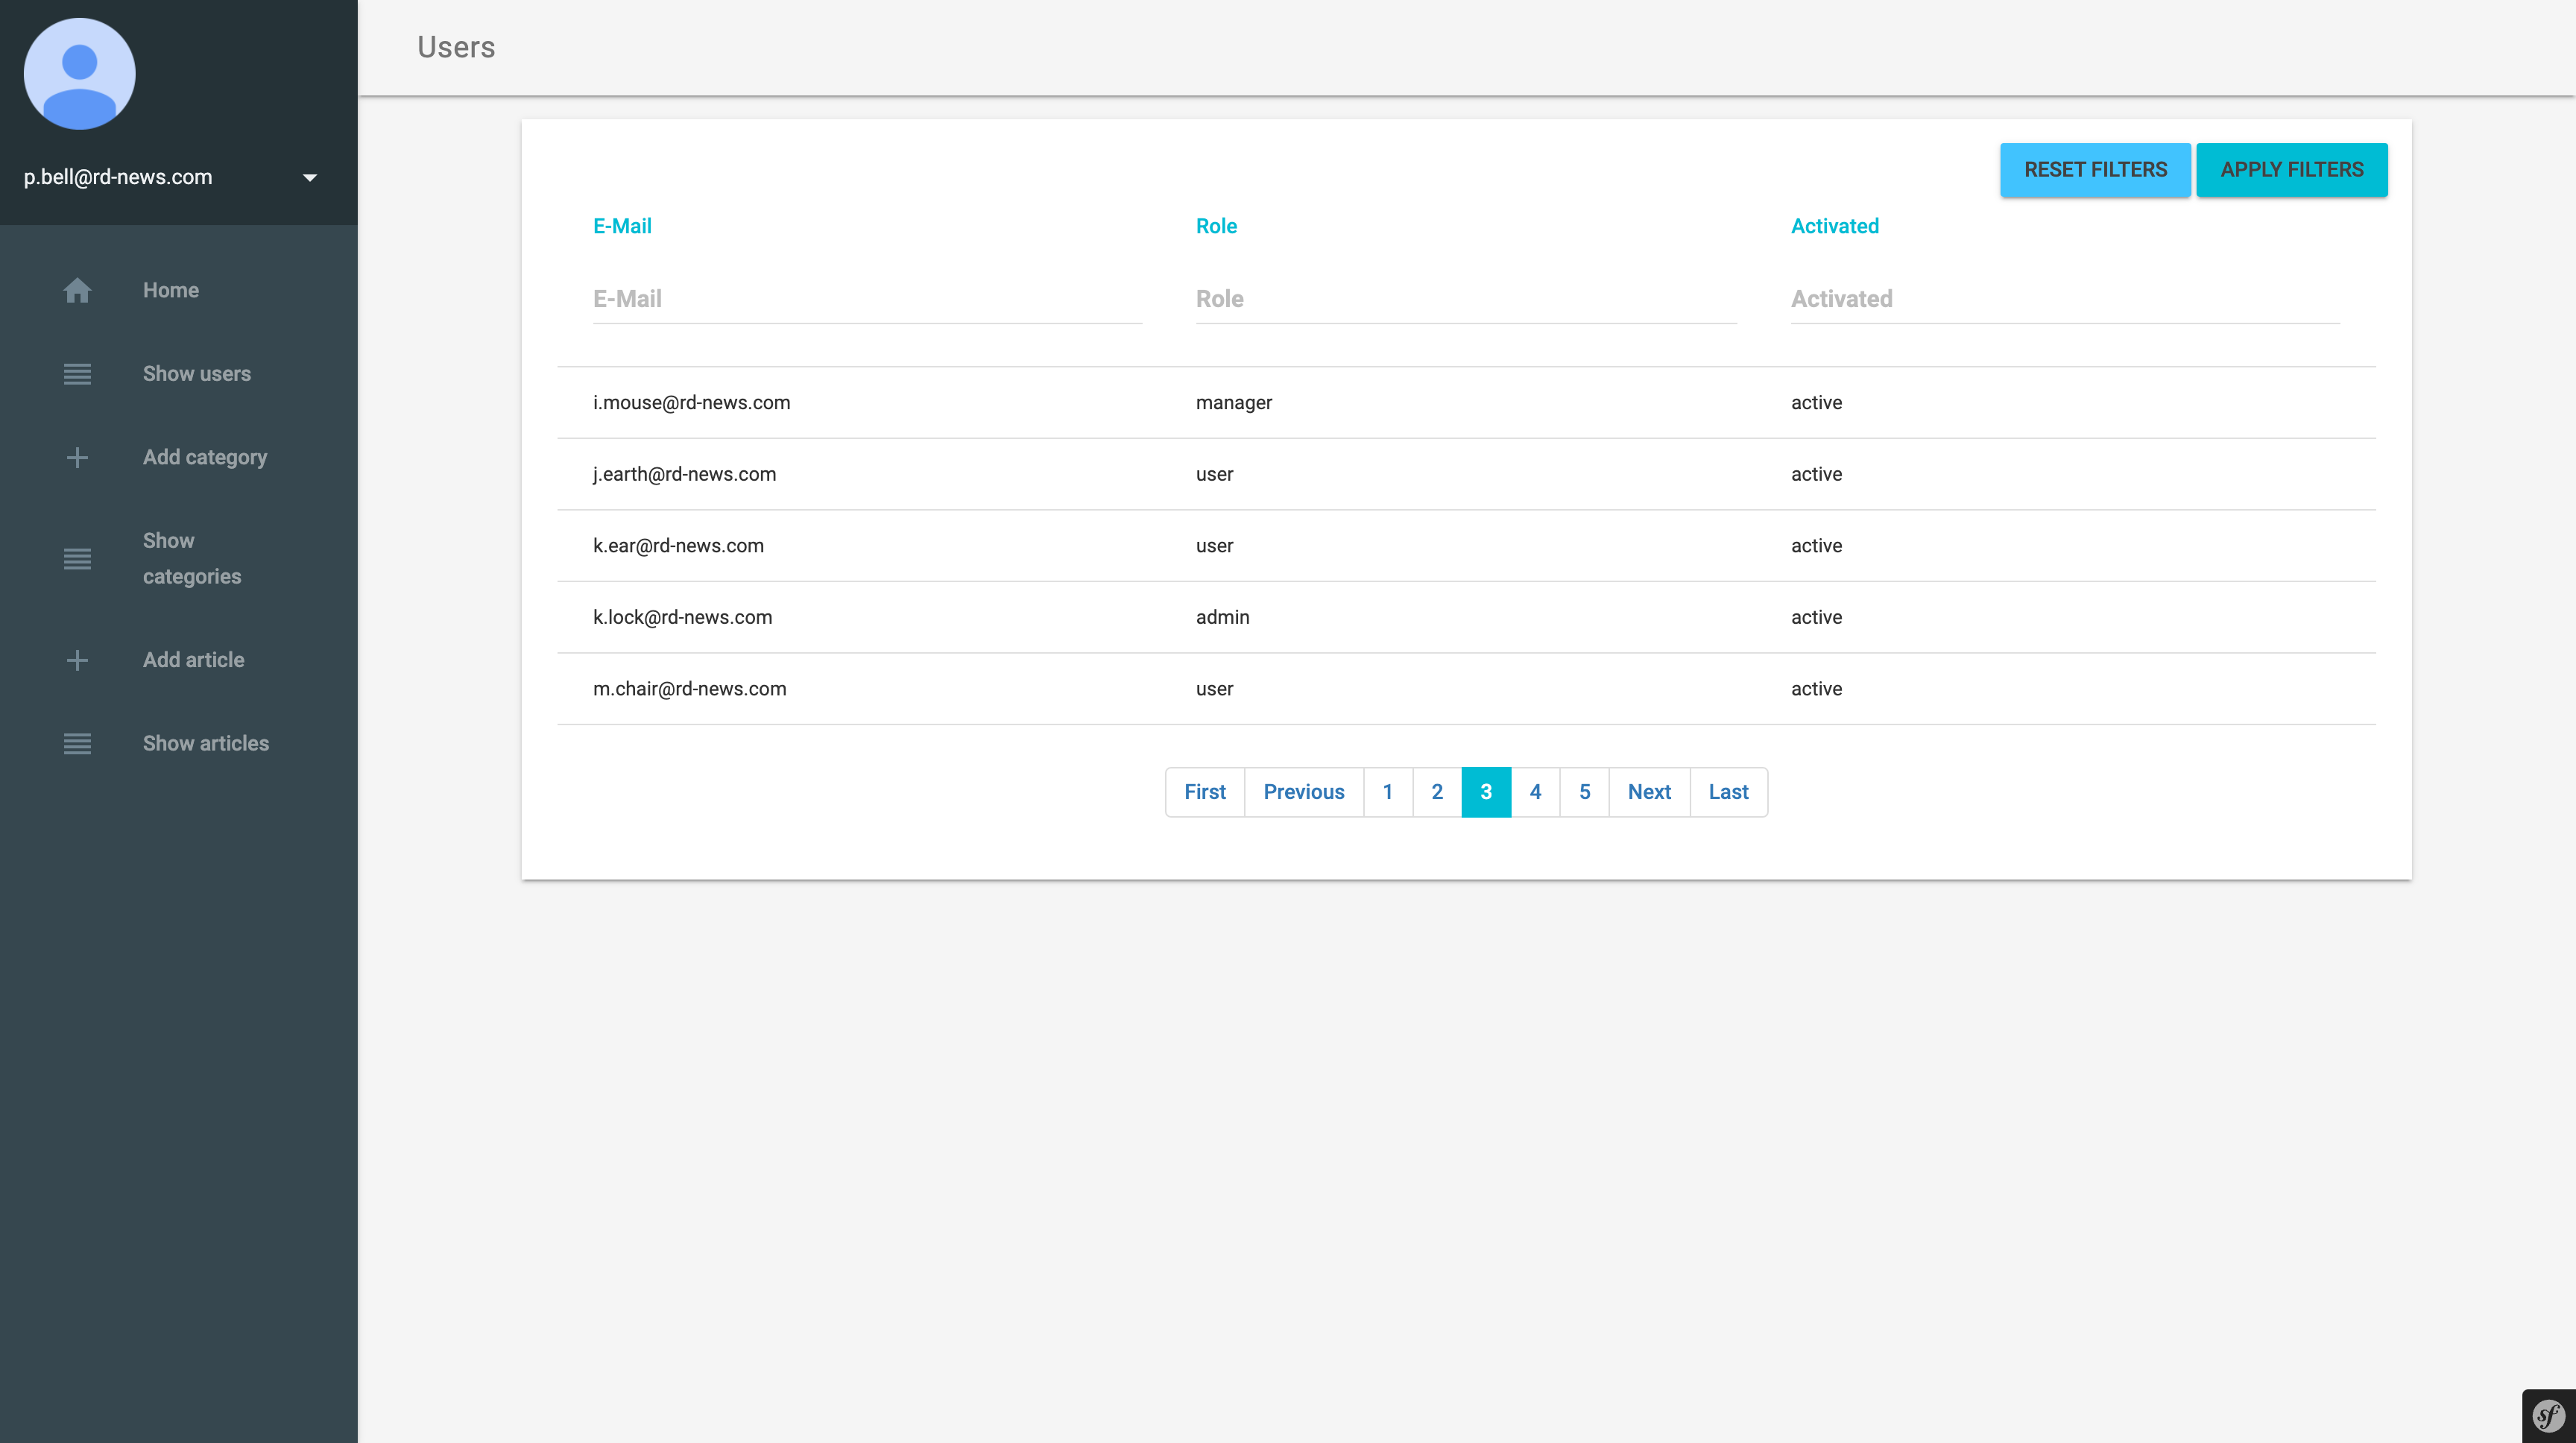 p.bell@rd-news.com
Home
Show users
Add category
Show
categories
Add article
Show articles
Users
RESET FILTERS APPLY FILTERS
E-Mail Role Activated
E-Mail Role Activated
i.mouse@rd-news.com manager active
j.earth@rd-news.com user active
k.ear@rd-news.com user active
k.lock@rd-news.com admin active
m.chair@rd-news.com user active
First Previous 1 2 3 4 5 Next Last
sf